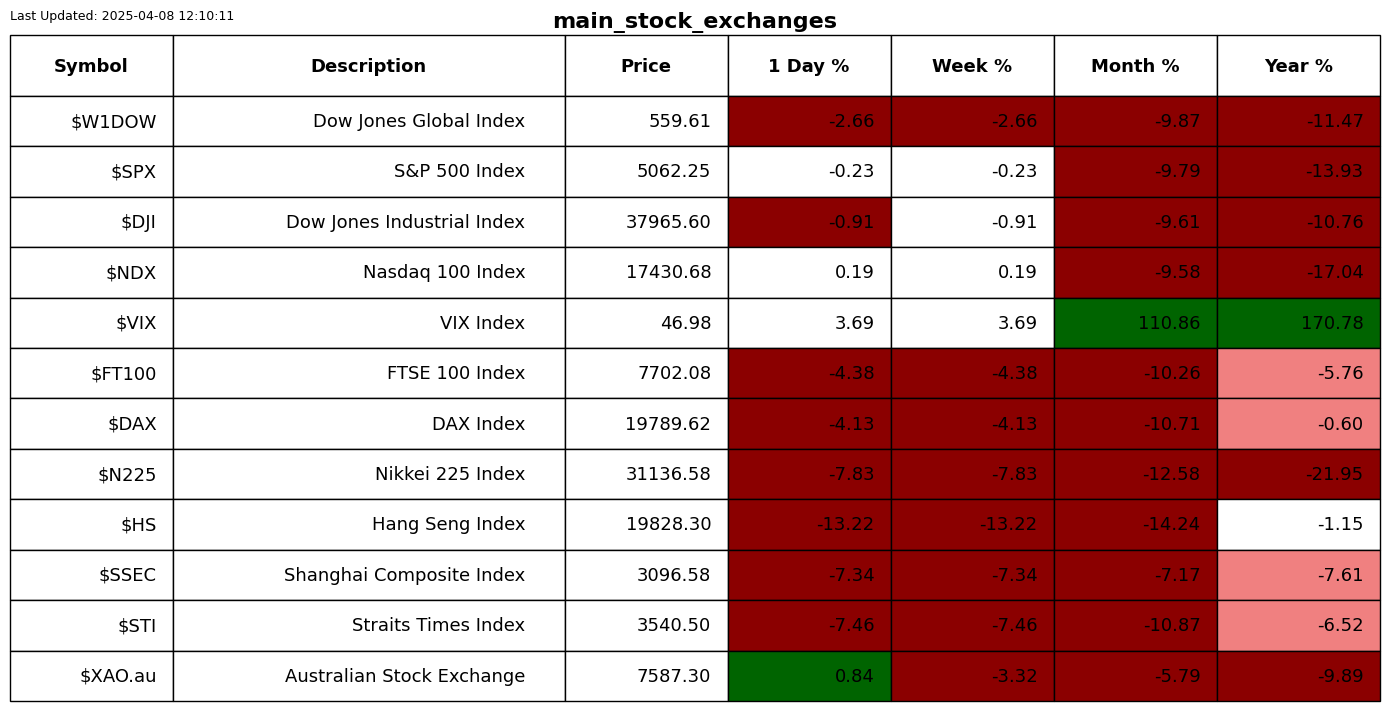 Last Updated: 2025-04-08 12:10:11
main_stock_exchanges
Symbol Description Price 1 Day % Week % Month % Year %
$W1DOW Dow Jones Global Index 559.61 -2.66 -2.66 -9.87 -11.47
$SPX S&P 500 Index 5062.25 -0.23 -0.23 -9.79 -13.93
$DJI Dow Jones Industrial Index 37965.60 -0.91 -0.91 -9.61 -10.76
$NDX Nasdaq 100 Index 17430.68 0.19 0.19 -9.58 -17.04
$VIX VIX Index 46.98 3.69 3.69 110.86 170.78
$FT100 FTSE 100 Index 7702.08 -4.38 -4.38 -10.26 -5.76
$DAX DAX Index 19789.62 -4.13 -4.13 -10.71 -0.60
$N225 Nikkei 225 Index 31136.58 -7.83 -7.83 -12.58 -21.95
$HS Hang Seng Index 19828.30 -13.22 -13.22 -14.24 -1.15
$SSEC Shanghai Composite Index 3096.58 -7.34 -7.34 -7.17 -7.61
$STI Straits Times Index 3540.50 -7.46 -7.46 -10.87 -6.52
$XAO.au Australian Stock Exchange 7587.30 0.84 -3.32 -5.79 -9.89